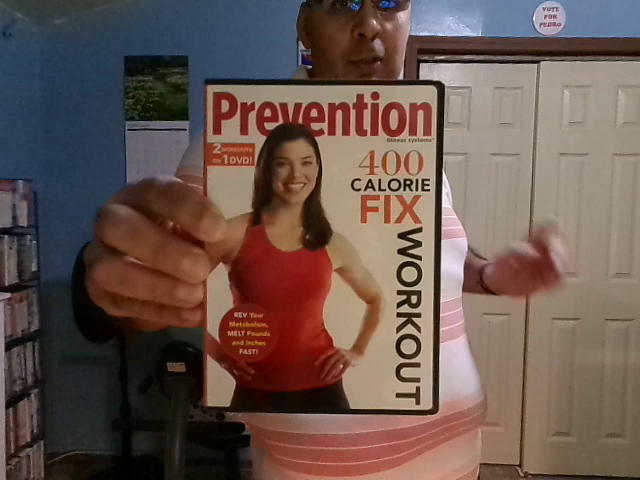 VOTE
FOR
PEDRO
Prevention
fitness systems
2 WORKOUTS
ON 1 DVD!
400
CALORIE
FIX
WORKOUT
REV Your
Metabolism,
MELT Pounds
and Inches
FAST!